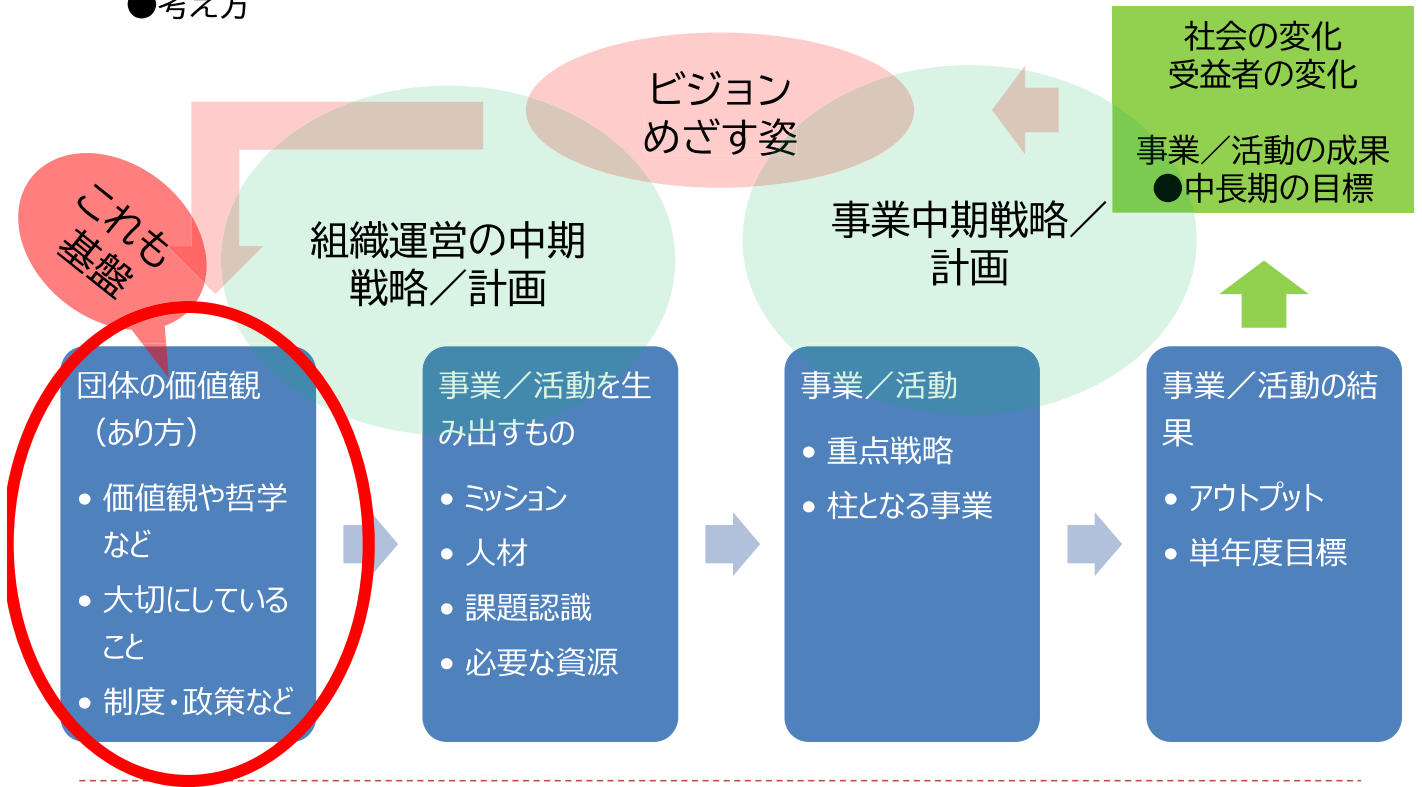 ●考え方
社会の変化
受益者の変化
事業／活動の成果
●中長期の目標
ビジョン
めざす姿
これも
基盤
組織運営の中期
戦略／計画
事業中期戦略／
計画
団体の価値観
（あり方）
• 価値観や哲学
など
• 大切にしている
こと
• 制度・政策など
事業／活動を生
み出すもの
• ミッション
• 人材
• 課題認識
• 必要な資源
事業／活動
• 重点戦略
• 柱となる事業
事業／活動の結
果
• アウトプット
• 単年度目標